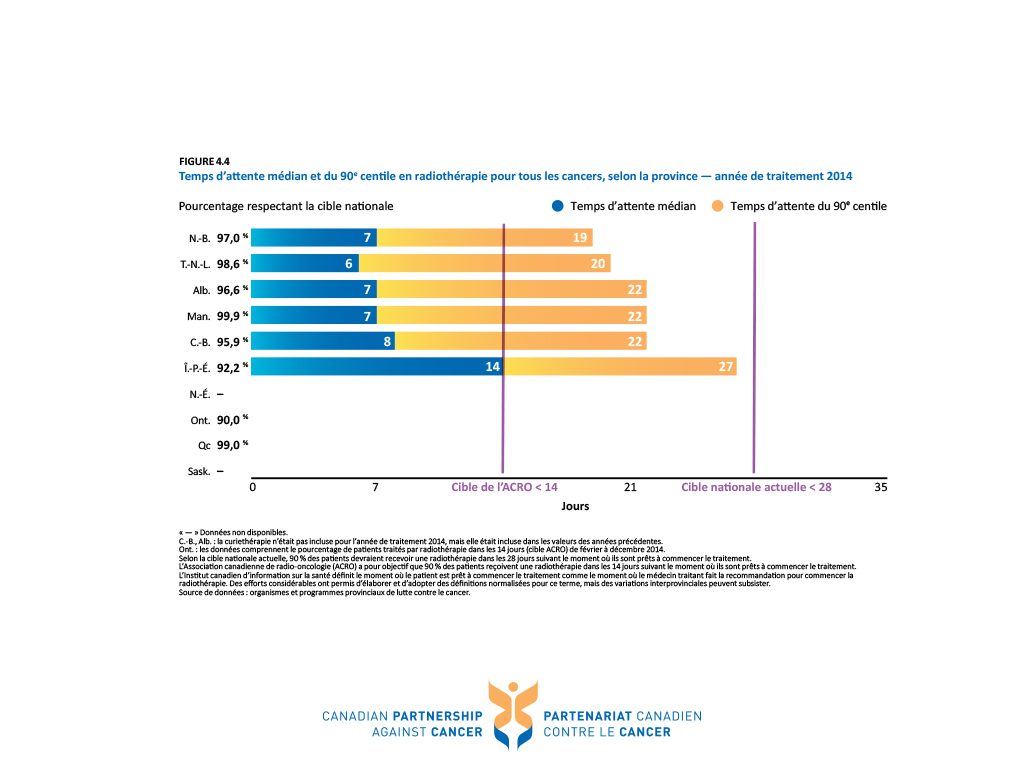 FIGURE 4.4
Temps d'attente médian et du 90e centile en radiothérapie pour tous les cancers, selon la province — année de traitement 2014
Pourcentage respectant la cible nationale
Temps d'attente médian
Temps d'attente du 90e centile
N.-B. 97,0 % 7 19
T.-N.-L. 98,6 % 6 20
Alb. 96,6 % 7 22
Man. 99,9 % 7 22
C.-B. 95,9 % 8 22
Î.-P.-É. 92,2 % 14 27
N.-É. –
Ont. 90,0 %
Qc 99,0 %
Sask. –
0 7 Cible de l'ACRO < 14 21 Cible nationale actuelle < 28 35
Jours
« — » Données non disponibles.
C.-B., Alb. : la curiethérapie n'était pas incluse pour l'année de traitement 2014, mais elle était incluse dans les valeurs des années précédentes.
Ont. : les données comprennent le pourcentage de patients traités par radiothérapie dans les 14 jours (cible ACRO) de février à décembre 2014.
Selon la cible nationale actuelle, 90 % des patients devraient recevoir une radiothérapie dans les 28 jours suivant le moment où ils sont prêts à commencer le traitement.
L'Association canadienne de radio-oncologie (ACRO) a pour objectif que 90 % des patients reçoivent une radiothérapie dans les 14 jours suivant le moment où ils sont prêts à commencer le traitement.
L'Institut canadien d'information sur la santé définit le moment où le patient est prêt à commencer le traitement comme le moment où le médecin traitant fait la recommandation pour commencer la
radiothérapie. Des efforts considérables ont permis d'élaborer et d'adopter des définitions normalisées pour ce terme, mais des variations interprovinciales peuvent subsister.
Source de données : organismes et programmes provinciaux de lutte contre le cancer.
CANADIAN PARTNERSHIP
AGAINST CANCER
PARTENARIAT CANADIEN
CONTRE LE CANCER